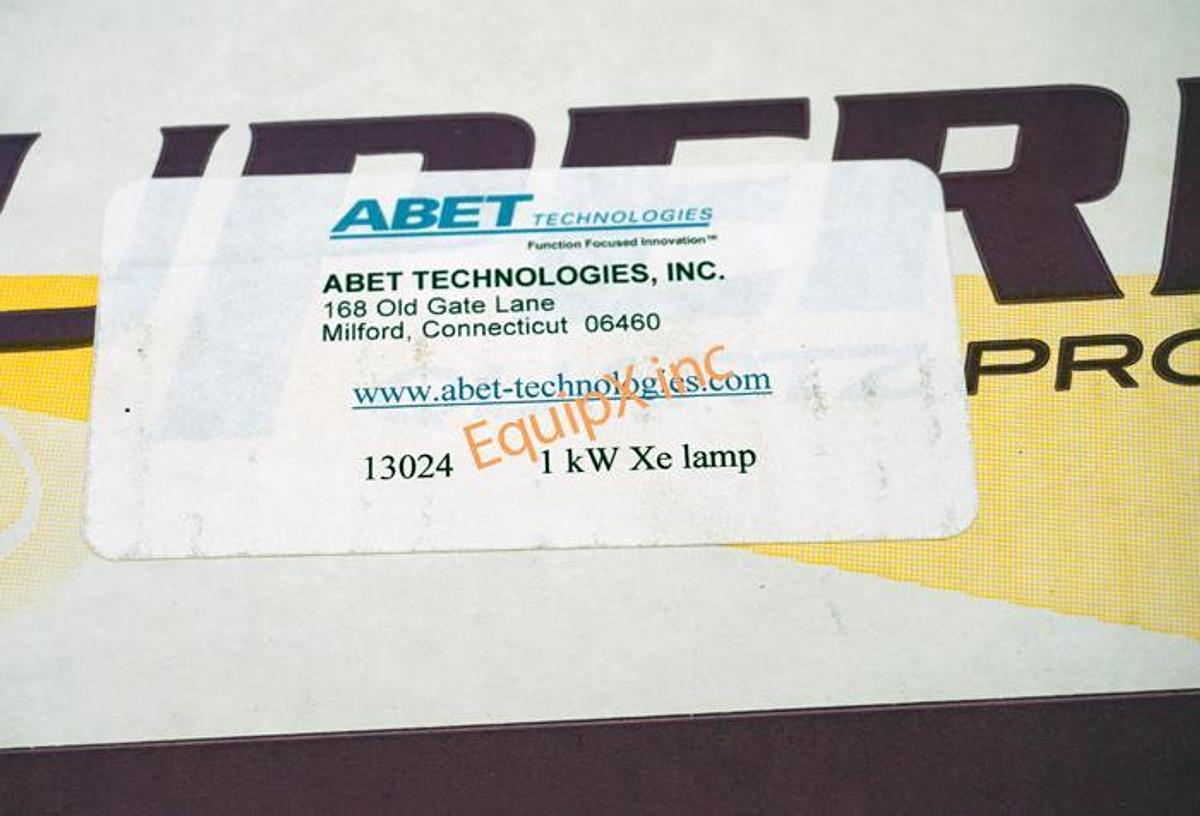 ABET TECHNOLOGIES
Function Focused Innovation™
ABET TECHNOLOGIES, INC.
168 Old Gate Lane
Milford, Connecticut 06460
www.abet-technologies.com
EquipX inc
13024 1 kW Xe lamp
PRO